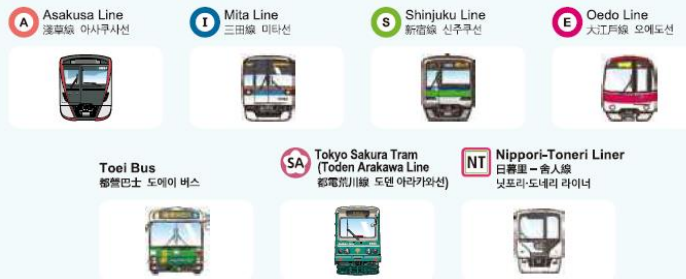 A Asakusa Line
淺草線 아사쿠사선
I Mita Line
三田線 미타선
S Shinjuku Line
新宿線 신주쿠선
E Oedo Line
大江戶線 오에도선
Toei Bus
都營巴士 도에이 버스
SA Tokyo Sakura Tram
(Toden Arakawa Line
都電荒川線 도덴 아라카와선)
NT Nippori-Toneri Liner
日暮里－舍人線
닛포리·도네리 라이너